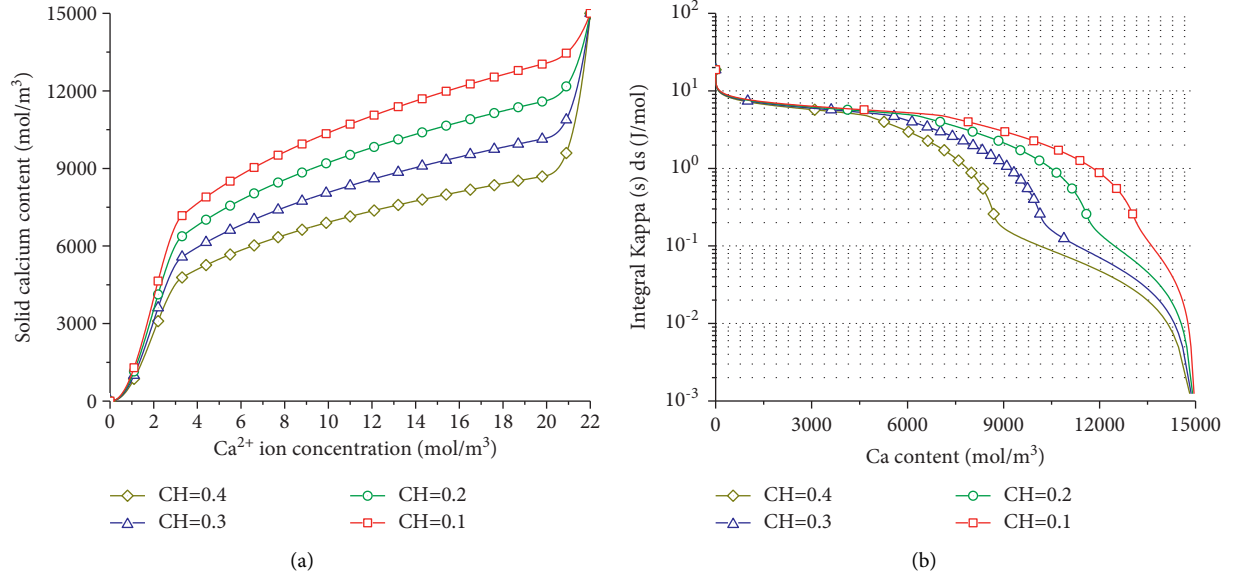 15000
12000
9000
6000
3000
0
Solid calcium content (mol/m³)
0 2 4 6 8 10 12 14 16 18 20 22
Ca²⁺ ion concentration (mol/m³)
CH=0.4
CH=0.3
CH=0.2
CH=0.1
(a)
10²
10¹
10⁰
10⁻¹
10⁻²
10⁻³
Integral Kappa (s) ds (J/mol)
0 3000 6000 9000 12000 15000
Ca content (mol/m³)
CH=0.4
CH=0.3
CH=0.2
CH=0.1
(b)